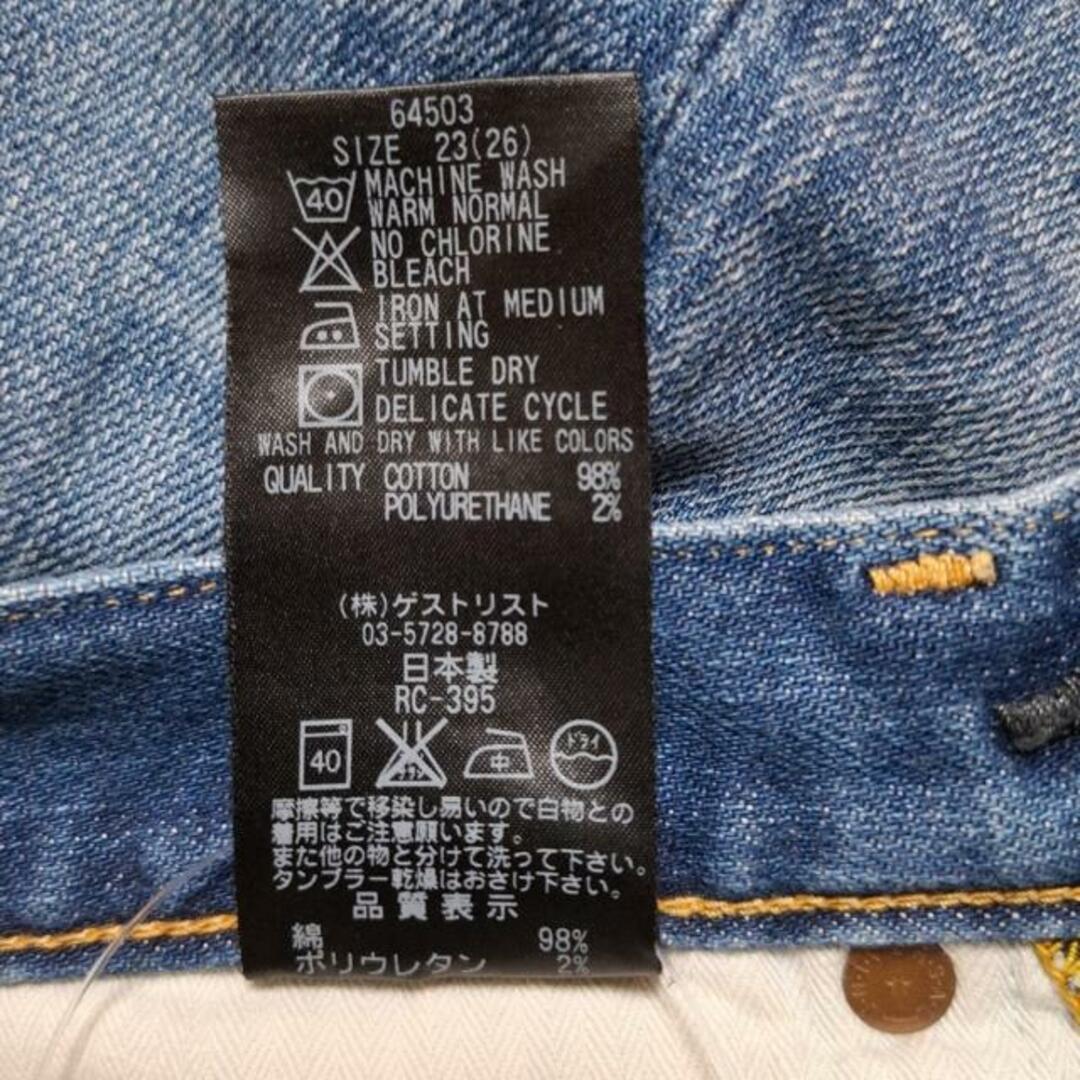 64503
SIZE 23(26)
40 MACHINE WASH
WARM NORMAL
NO CHLORINE
BLEACH
IRON AT MEDIUM
SETTING
TUMBLE DRY
DELICATE CYCLE
WASH AND DRY WITH LIKE COLORS
QUALITY COTTON 98%
POLYURETHANE 2%
(株)ゲストリスト
03-5728-8788
日本製
RC-395
40 エンソサラシ 中 ドライ
摩擦等で移染し易いので白物との
着用はご注意願います。
また他の物と分けて洗って下さい。
タンブラー乾燥はおさけ下さい。
品質表示
綿 98%
ポリウレタン 2%